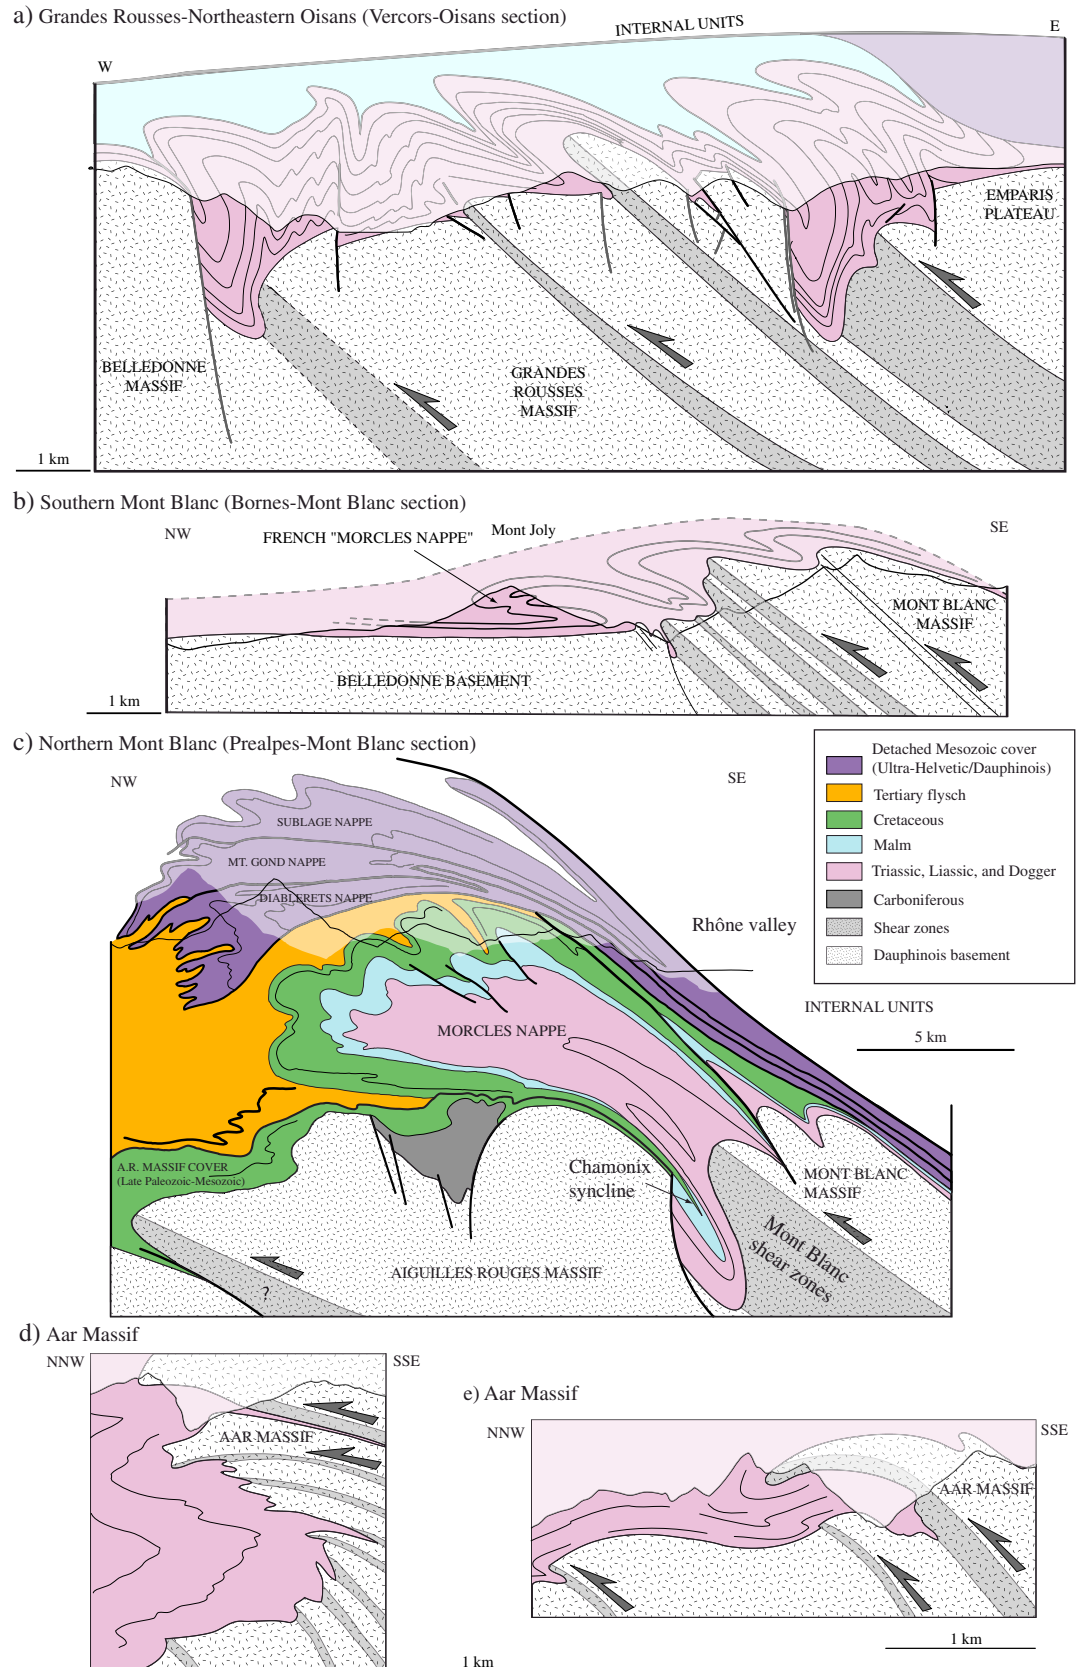 a) Grandes Rousses-Northeastern Oisans (Vercors-Oisans section)
INTERNAL UNITS
E
W
EMPARIS
PLATEAU
BELLEDONNE
MASSIF
GRANDES
ROUSSES
MASSIF
1 km
b) Southern Mont Blanc (Bornes-Mont Blanc section)
NW
FRENCH "MORCLES NAPPE"
Mont Joly
SE
MONT BLANC
MASSIF
BELLEDONNE BASEMENT
1 km
c) Northern Mont Blanc (Prealpes-Mont Blanc section)
NW
SE
Detached Mesozoic cover
(Ultra-Helvetic/Dauphinois)
Tertiary flysch
Cretaceous
Malm
Triassic, Liassic, and Dogger
Carboniferous
Shear zones
Dauphinois basement
SUBLAGE NAPPE
MT. GOND NAPPE
DIABLERETS NAPPE
Rhône valley
INTERNAL UNITS
5 km
MORCLES NAPPE
A.R. MASSIF COVER
(Late Paleozoic-Mesozoic)
Chamonix
syncline
MONT BLANC
MASSIF
Mont Blanc
shear zones
AIGUILLES ROUGES MASSIF
?
d) Aar Massif
NNW
SSE
AAR MASSIF
1 km
e) Aar Massif
NNW
SSE
AAR MASSIF
1 km